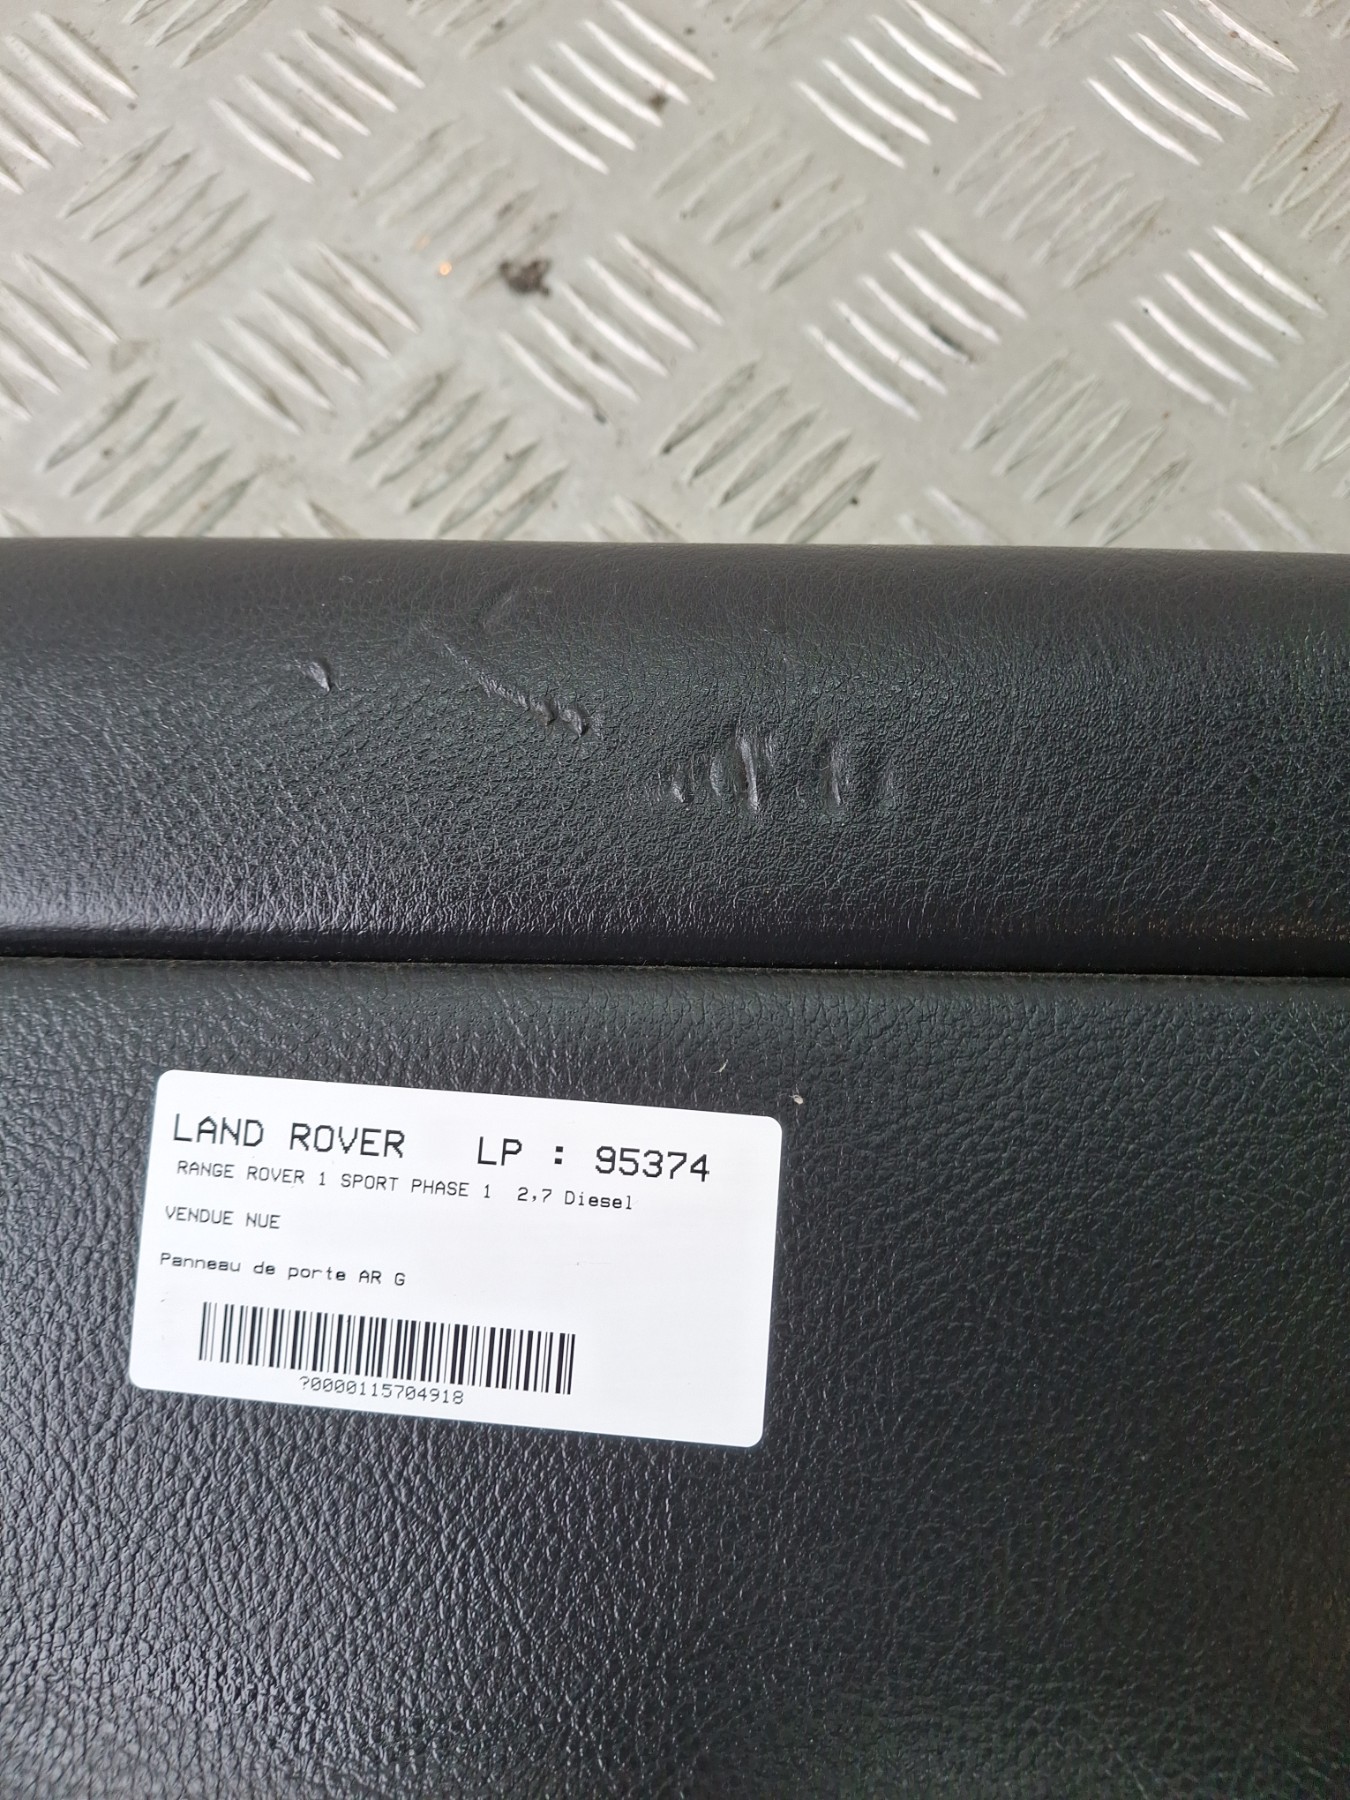 LAND ROVER LP : 95374
RANGE ROVER 1 SPORT PHASE 1 2,7 Diesel
VENDUE NUE
Panneau de porte AR G
?0000115704918